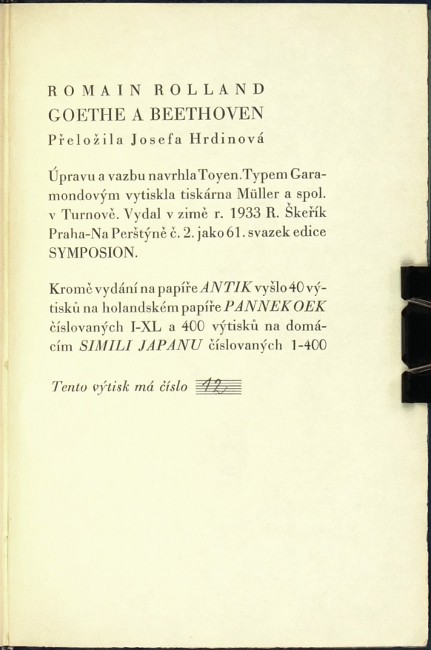 ROMAIN ROLLAND
GOETHE A BEETHOVEN
Přeložila Josefa Hrdinová
Úpravu a vazbu navrhla Toyen. Typem Gara-
mondovým vytiskla tiskárna Müller a spol.
v Turnově. Vydal v zimě r. 1933 R. Škeřík
Praha-Na Perštýně č. 2. jako 61. svazek edice
SYMPOSION.
Kromě vydání na papíře ANTIK vyšlo 40 vý-
tisků na holandském papíře PANNEKOEK
číslovaných I-XL a 400 výtisků na domá-
cím SIMILI JAPANU číslovaných 1-400
Tento výtisk má číslo 12